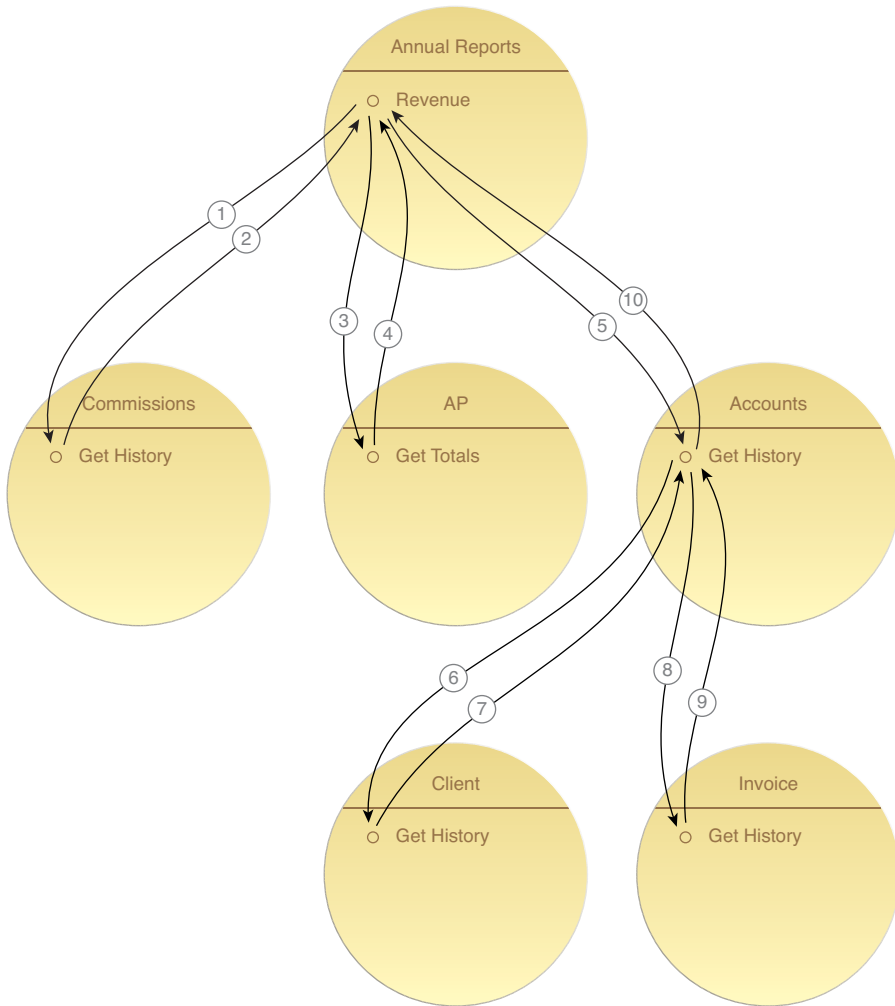 Annual Reports
Revenue
1
2
3
4
5
10
Commissions
Get History
AP
Get Totals
Accounts
Get History
6
7
8
9
Client
Get History
Invoice
Get History